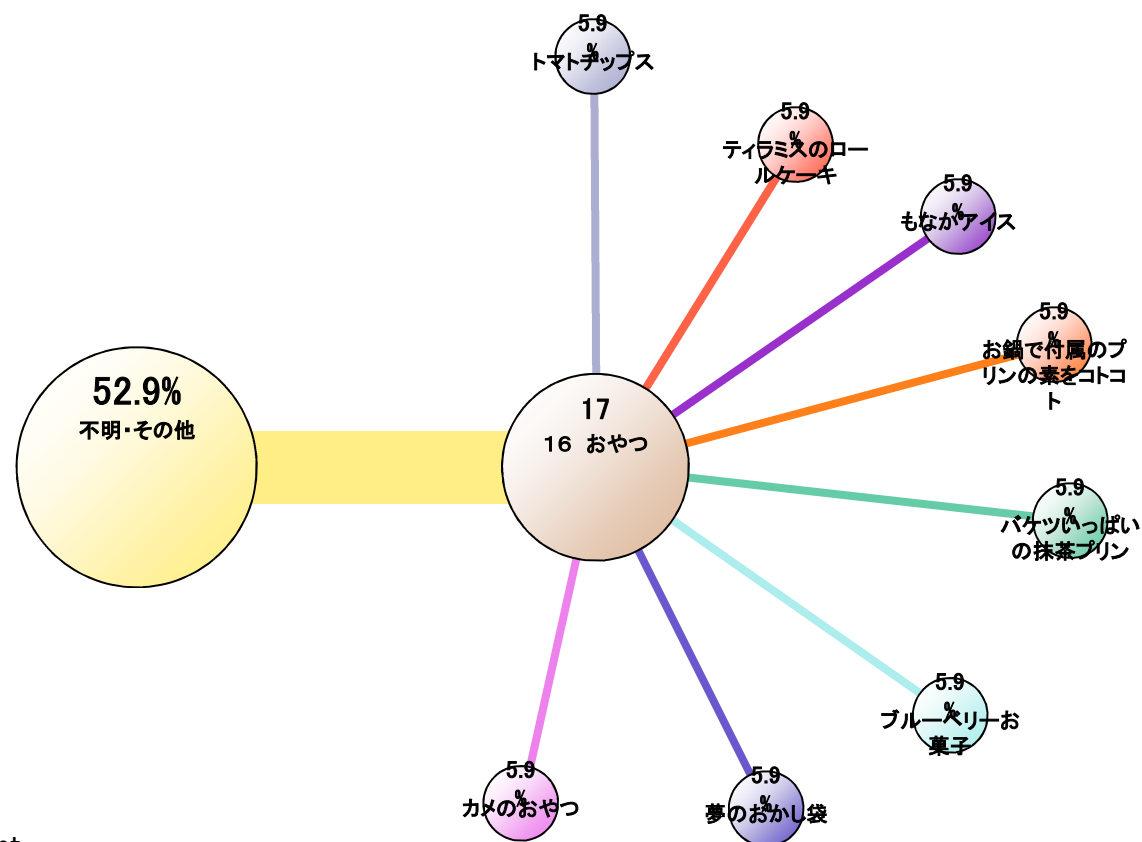 5.9
%
トマトチップス
5.9
%
ティラミスのロー
ルケーキ
5.9
%
もなかアイス
5.9
%
お鍋で付属のプ
リンの素をコトコ
ト
52.9%
不明・その他
17
１６ おやつ
5.9
%
バケツいっぱい
の抹茶プリン
5.9
%
ブルーベリーお
菓子
5.9
%
カメのおやつ
5.9
%
夢のおかし袋